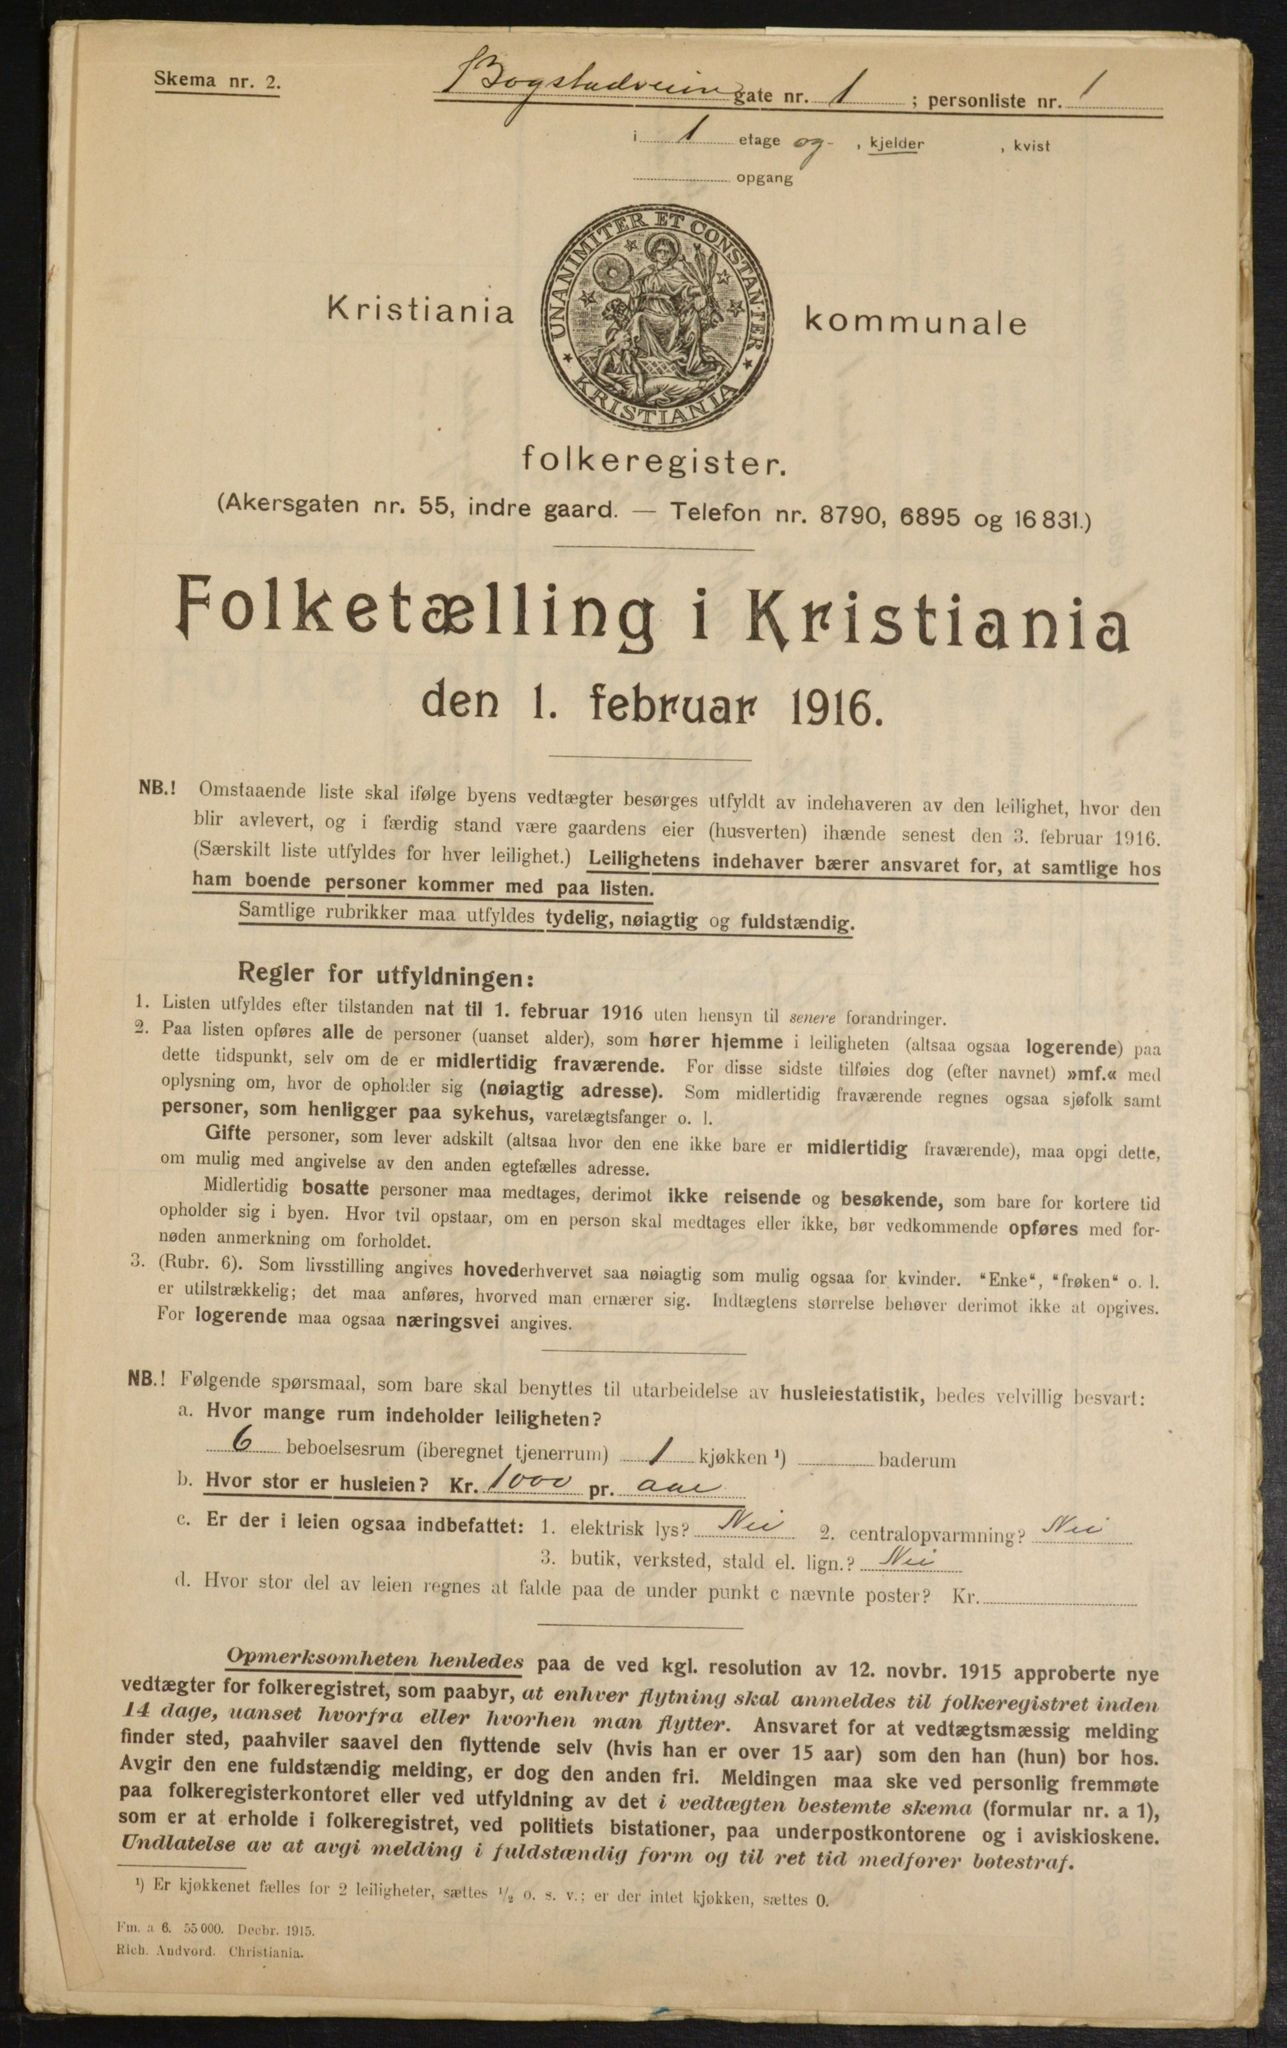 Skema nr. 2.
Bogstadveien gate nr. 1 ; personliste nr. 1
i 1 etage og , kjelder , kvist
opgang
UNANIMITER ET CONSTANTER
KRISTIANIA
Kristiania kommunale
folkeregister.
(Akersgaten nr. 55, indre gaard. — Telefon nr. 8790, 6895 og 16831.)
Folketælling i Kristiania
den 1. februar 1916.
NB.! Omstaaende liste skal ifølge byens vedtægter besørges utfyldt av indehaveren av den leilighet, hvor den
blir avlevert, og i færdig stand være gaardens eier (husverten) ihænde senest den 3. februar 1916.
(Særskilt liste utfyldes for hver leilighet.) Leilighetens indehaver bærer ansvaret for, at samtlige hos
ham boende personer kommer med paa listen.
Samtlige rubrikker maa utfyldes tydelig, nøiagtig og fuldstændig.
Regler for utfyldningen:
1. Listen utfyldes efter tilstanden nat til 1. februar 1916 uten hensyn til senere forandringer.
2. Paa listen opføres alle de personer (uanset alder), som hører hjemme i leiligheten (altsaa ogsaa logerende) paa
dette tidspunkt, selv om de er midlertidig fraværende. For disse sidste tilføies dog (efter navnet) »mf.« med
oplysning om, hvor de opholder sig (nøiagtig adresse). Som midlertidig fraværende regnes ogsaa sjøfolk samt
personer, som henligger paa sykehus, varetægtsfanger o. l.
Gifte personer, som lever adskilt (altsaa hvor den ene ikke bare er midlertidig fraværende), maa opgi dette,
om mulig med angivelse av den anden egtefælles adresse.
Midlertidig bosatte personer maa medtages, derimot ikke reisende og besøkende, som bare for kortere tid
opholder sig i byen. Hvor tvil opstaar, om en person skal medtages eller ikke, bør vedkommende opføres med for-
nøden anmerkning om forholdet.
3. (Rubr. 6). Som livsstilling angives hovederhvervet saa nøiagtig som mulig ogsaa for kvinder. "Enke", "frøken" o. l.
er utilstrækkelig; det maa anføres, hvorved man ernærer sig. Indtægtens størrelse behøver derimot ikke at opgives.
For logerende maa ogsaa næringsvei angives.
NB.! Følgende spørsmaal, som bare skal benyttes til utarbeidelse av husleiestatistik, bedes velvillig besvart:
a. Hvor mange rum indeholder leiligheten?
6 beboelsesrum (iberegnet tjenerrum) 1 kjøkken ¹) baderum
b. Hvor stor er husleien? Kr. 1000 pr. aar
c. Er der i leien ogsaa indbefattet: 1. elektrisk lys? Nei 2. centralopvarmning? Nei
3. butik, verksted, stald el. lign.? Nei
d. Hvor stor del av leien regnes at falde paa de under punkt c nævnte poster? Kr.
Opmerksomheten henledes paa de ved kgl. resolution av 12. novbr. 1915 approberte nye
vedtægter for folkeregistret, som paabyr, at enhver flytning skal anmeldes til folkeregistret inden
14 dage, uanset hvorfra eller hvorhen man flytter. Ansvaret for at vedtægtsmæssig melding
finder sted, paahviler saavel den flyttende selv (hvis han er over 15 aar) som den han (hun) bor hos.
Avgir den ene fuldstændig melding, er dog den anden fri. Meldingen maa ske ved personlig fremmøte
paa folkeregisterkontoret eller ved utfyldning av det i vedtægten bestemte skema (formular nr. a 1),
som er at erholde i folkeregistret, ved politiets bistationer, paa underpostkontorene og i aviskioskene.
Undlatelse av at avgi melding i fuldstændig form og til ret tid medfører bøtestraf.
¹) Er kjøkkenet fælles for 2 leiligheter, sættes ½ o. s. v.; er der intet kjøkken, sættes 0.
Fm. a 6. 55 000. Decbr. 1915.
Rich. Andvord. Christiania.